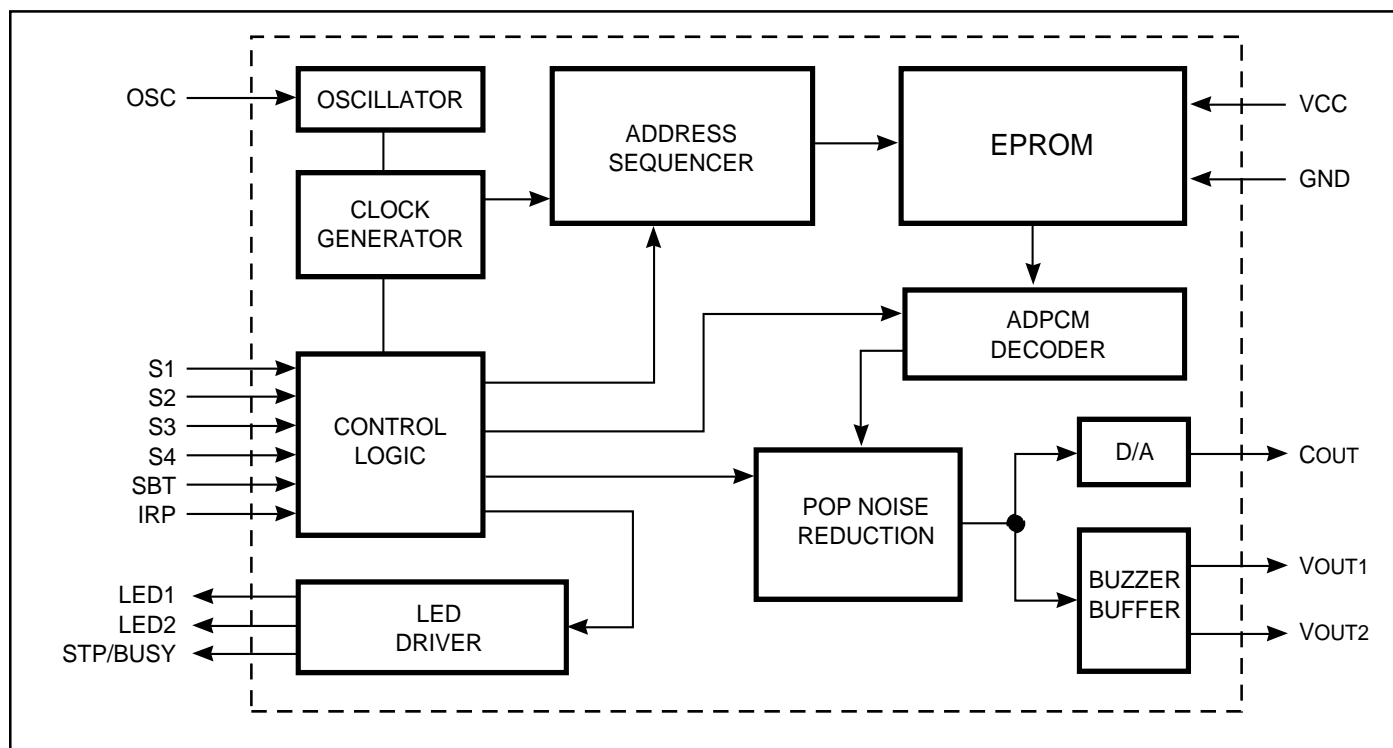 OSC
OSCILLATOR
ADDRESS
SEQUENCER
EPROM
VCC
GND
CLOCK
GENERATOR
ADPCM
DECODER
S1
S2
S3
S4
SBT
IRP
CONTROL
LOGIC
POP NOISE
REDUCTION
D/A
COUT
BUZZER
BUFFER
VOUT1
VOUT2
LED1
LED2
STP/BUSY
LED
DRIVER